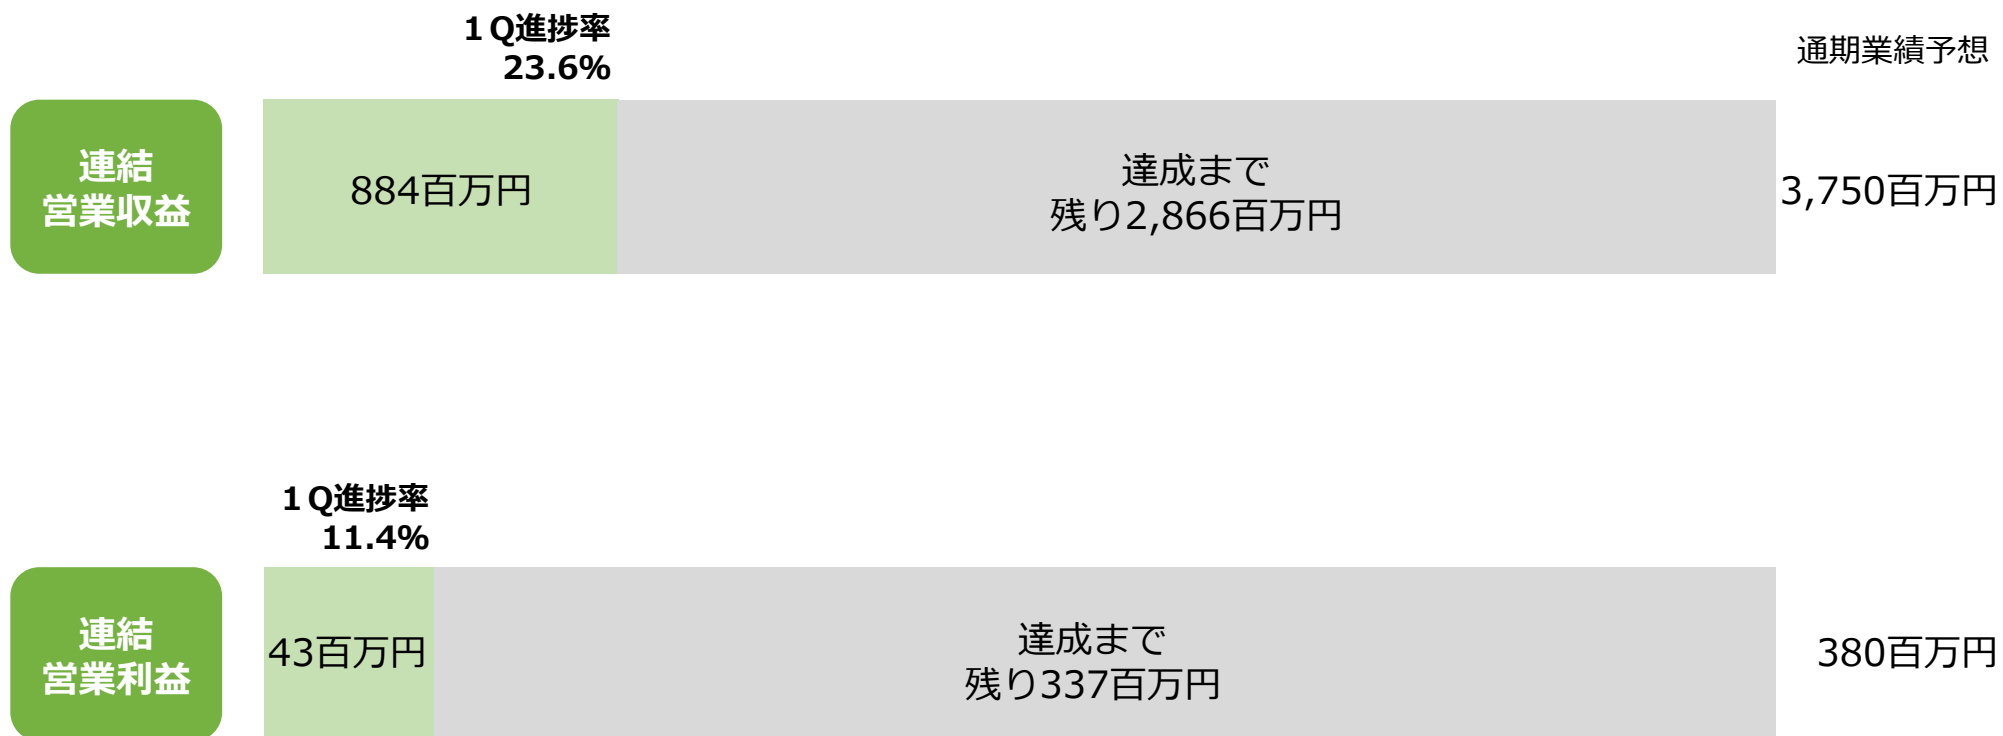 １Q進捗率
23.6%
通期業績予想
連結
営業収益
884百万円
達成まで
残り2,866百万円
3,750百万円
１Q進捗率
11.4%
連結
営業利益
43百万円
達成まで
残り337百万円
380百万円